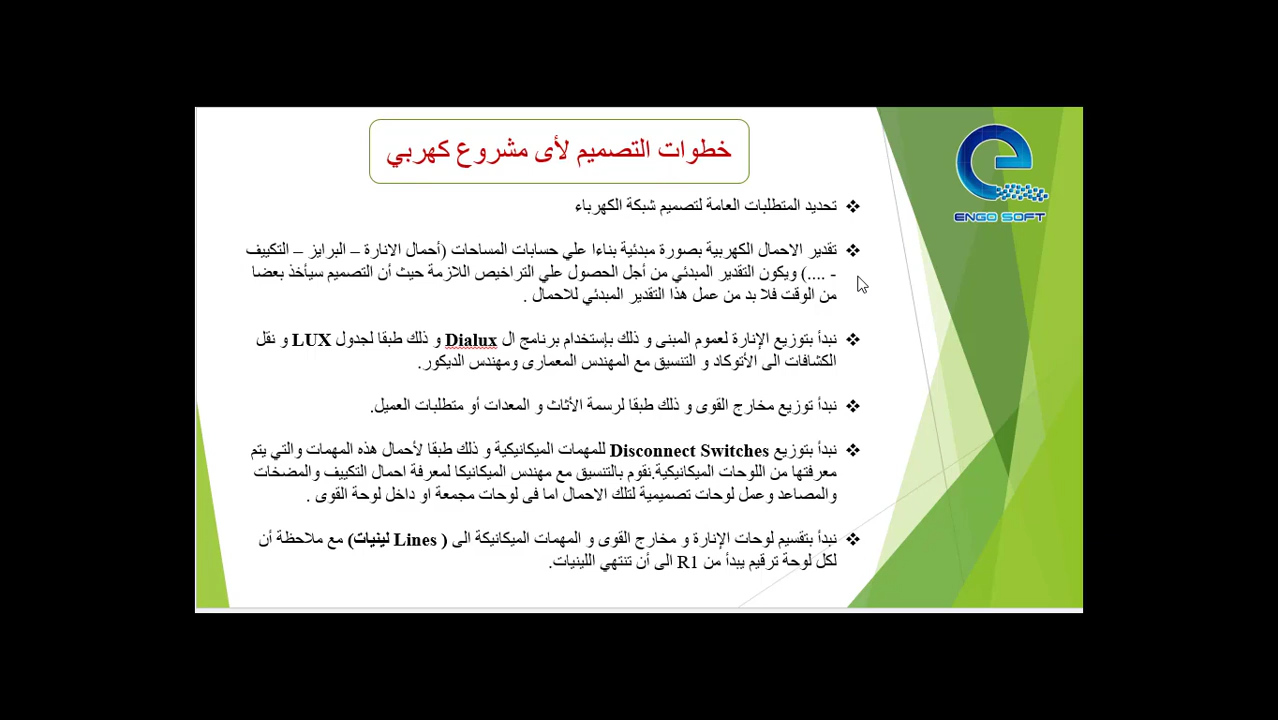 خطوات التصميم لأى مشروع كهربي
ENGO SOFT
❖ تحديد المتطلبات العامة لتصميم شبكة الكهرباء
❖ تقدير الاحمال الكهربية بصورة مبدئية بناءا علي حسابات المساحات (أحمال الانارة – البرايز – التكييف
- ....) ويكون التقدير المبدئي من أجل الحصول علي التراخيص اللازمة حيث أن التصميم سيأخذ بعضا
من الوقت فلا بد من عمل هذا التقدير المبدئي للاحمال .
❖ نبدأ بتوزيع الإنارة لعموم المبنى و ذلك بإستخدام برنامج ال Dialux و ذلك طبقا لجدول LUX و نقل
الكشافات الى الأتوكاد و التنسيق مع المهندس المعمارى ومهندس الديكور.
❖ نبدأ توزيع مخارج القوى و ذلك طبقا لرسمة الأثاث و المعدات أو متطلبات العميل.
❖ نبدأ بتوزيع Disconnect Switches للمهمات الميكانيكية و ذلك طبقا لأحمال هذه المهمات والتي يتم
معرفتها من اللوحات الميكانيكية.نقوم بالتنسيق مع مهندس الميكانيكا لمعرفة احمال التكييف والمضخات
والمصاعد وعمل لوحات تصميمية لتلك الاحمال اما فى لوحات مجمعة او داخل لوحة القوى .
❖ نبدأ بتقسيم لوحات الإنارة و مخارج القوى و المهمات الميكانيكة الى ( Lines لينيات) مع ملاحظة أن
لكل لوحة ترقيم يبدأ من R1 الى أن تنتهي اللينيات.